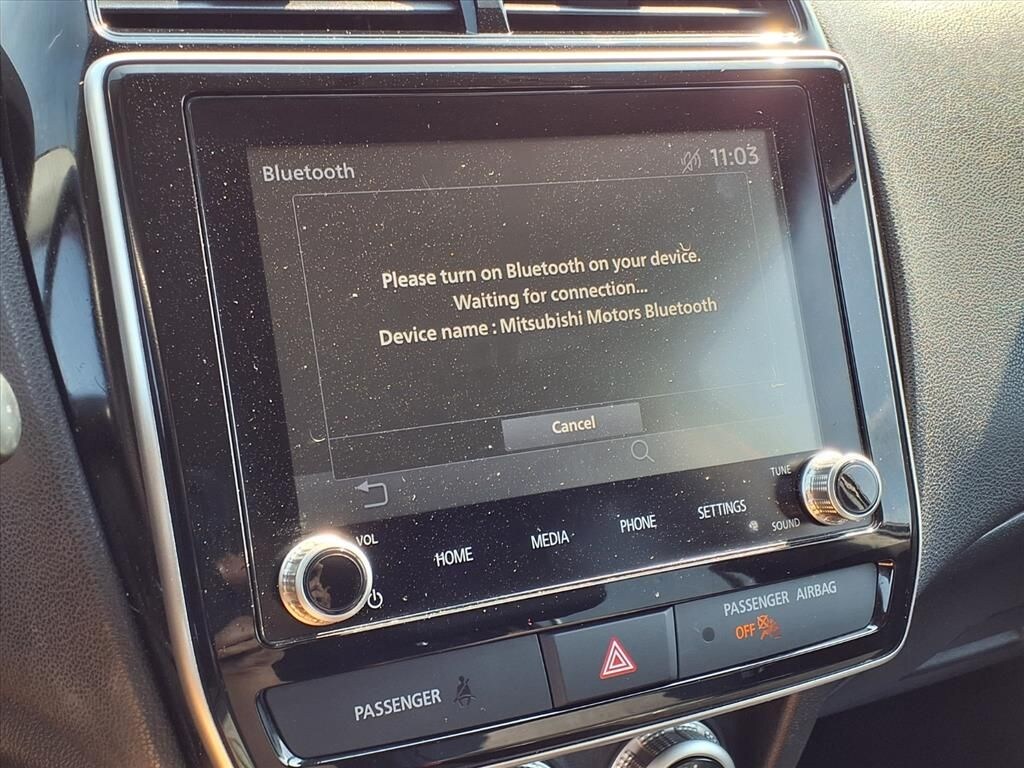 Bluetooth
11:03
Please turn on Bluetooth on your device.
Waiting for connection...
Device name : Mitsubishi Motors Bluetooth
Cancel
TUNE
VOL
HOME
MEDIA
PHONE
SETTINGS
SOUND
PASSENGER AIRBAG
OFF
PASSENGER